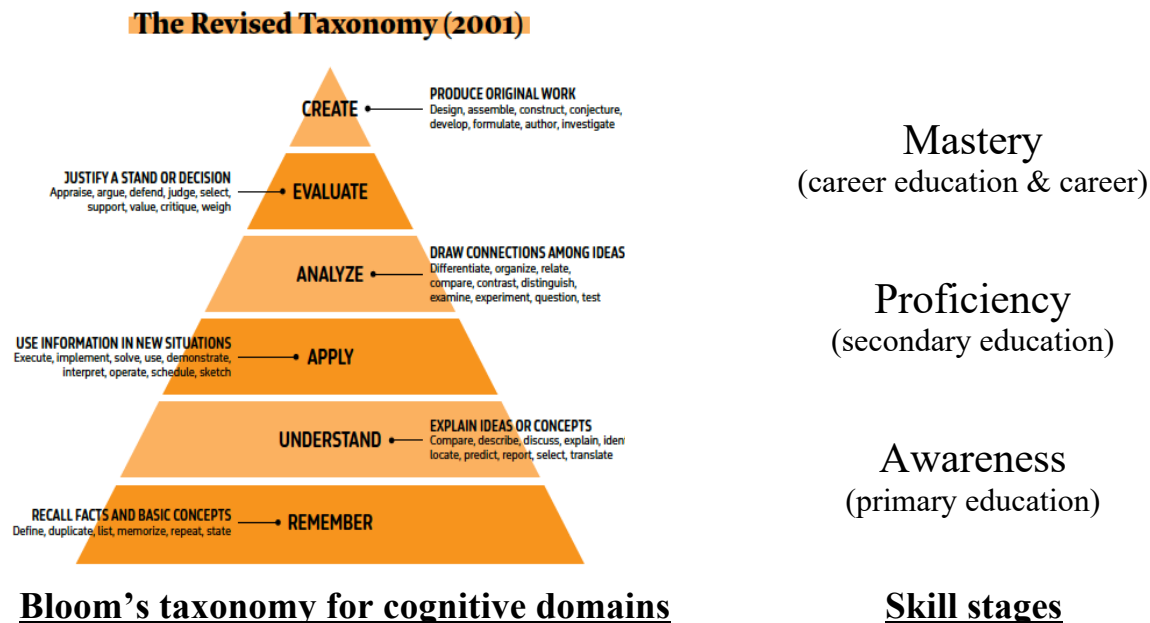 The Revised Taxonomy (2001)
CREATE
PRODUCE ORIGINAL WORK
Design, assemble, construct, conjecture,
develop, formulate, author, investigate
JUSTIFY A STAND OR DECISION
Appraise, argue, defend, judge, select,
support, value, critique, weigh
EVALUATE
ANALYZE
DRAW CONNECTIONS AMONG IDEAS
Differentiate, organize, relate,
compare, contrast, distinguish,
examine, experiment, question, test
USE INFORMATION IN NEW SITUATIONS
Execute, implement, solve, use, demonstrate,
interpret, operate, schedule, sketch
APPLY
UNDERSTAND
EXPLAIN IDEAS OR CONCEPTS
Compare, describe, discuss, explain, iden
locate, predict, report, select, translate
RECALL FACTS AND BASIC CONCEPTS
Define, duplicate, list, memorize, repeat, state
REMEMBER
Bloom's taxonomy for cognitive domains
Mastery
(career education & career)
Proficiency
(secondary education)
Awareness
(primary education)
Skill stages